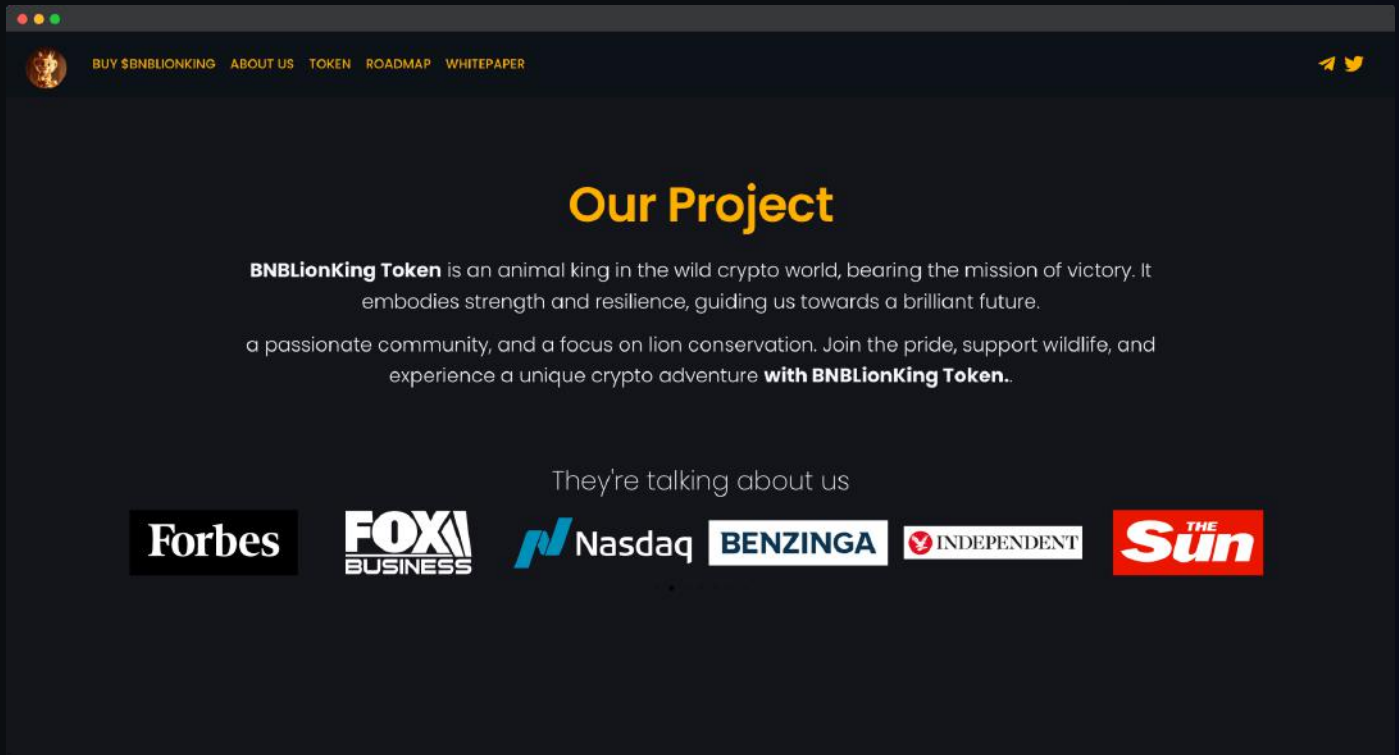 BUY $BNBLIONKING ABOUT US TOKEN ROADMAP WHITEPAPER
Our Project
BNBLionKing Token is an animal king in the wild crypto world, bearing the mission of victory. It
embodies strength and resilience, guiding us towards a brilliant future.
a passionate community, and a focus on lion conservation. Join the pride, support wildlife, and
experience a unique crypto adventure with BNBLionKing Token..
They're talking about us
Forbes
FOX
BUSINESS
Nasdaq
BENZINGA
INDEPENDENT
THE
Sun